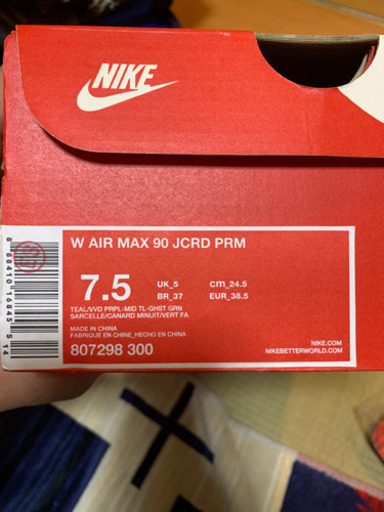 NIKE
W AIR MAX 90 JCRD PRM
7.5 UK_5 cm_24.5
BR_37 EUR_38.5
TEAL/VVD PRPL-MID TL-GHST GRN
SARCELLE/CANARD MINUIT/VERT FA
MADE IN CHINA
FABRIQUE EN CHINE_HECHO EN CHINA
807298 300
NIKE.COM
NIKEBETTERWORLD.COM